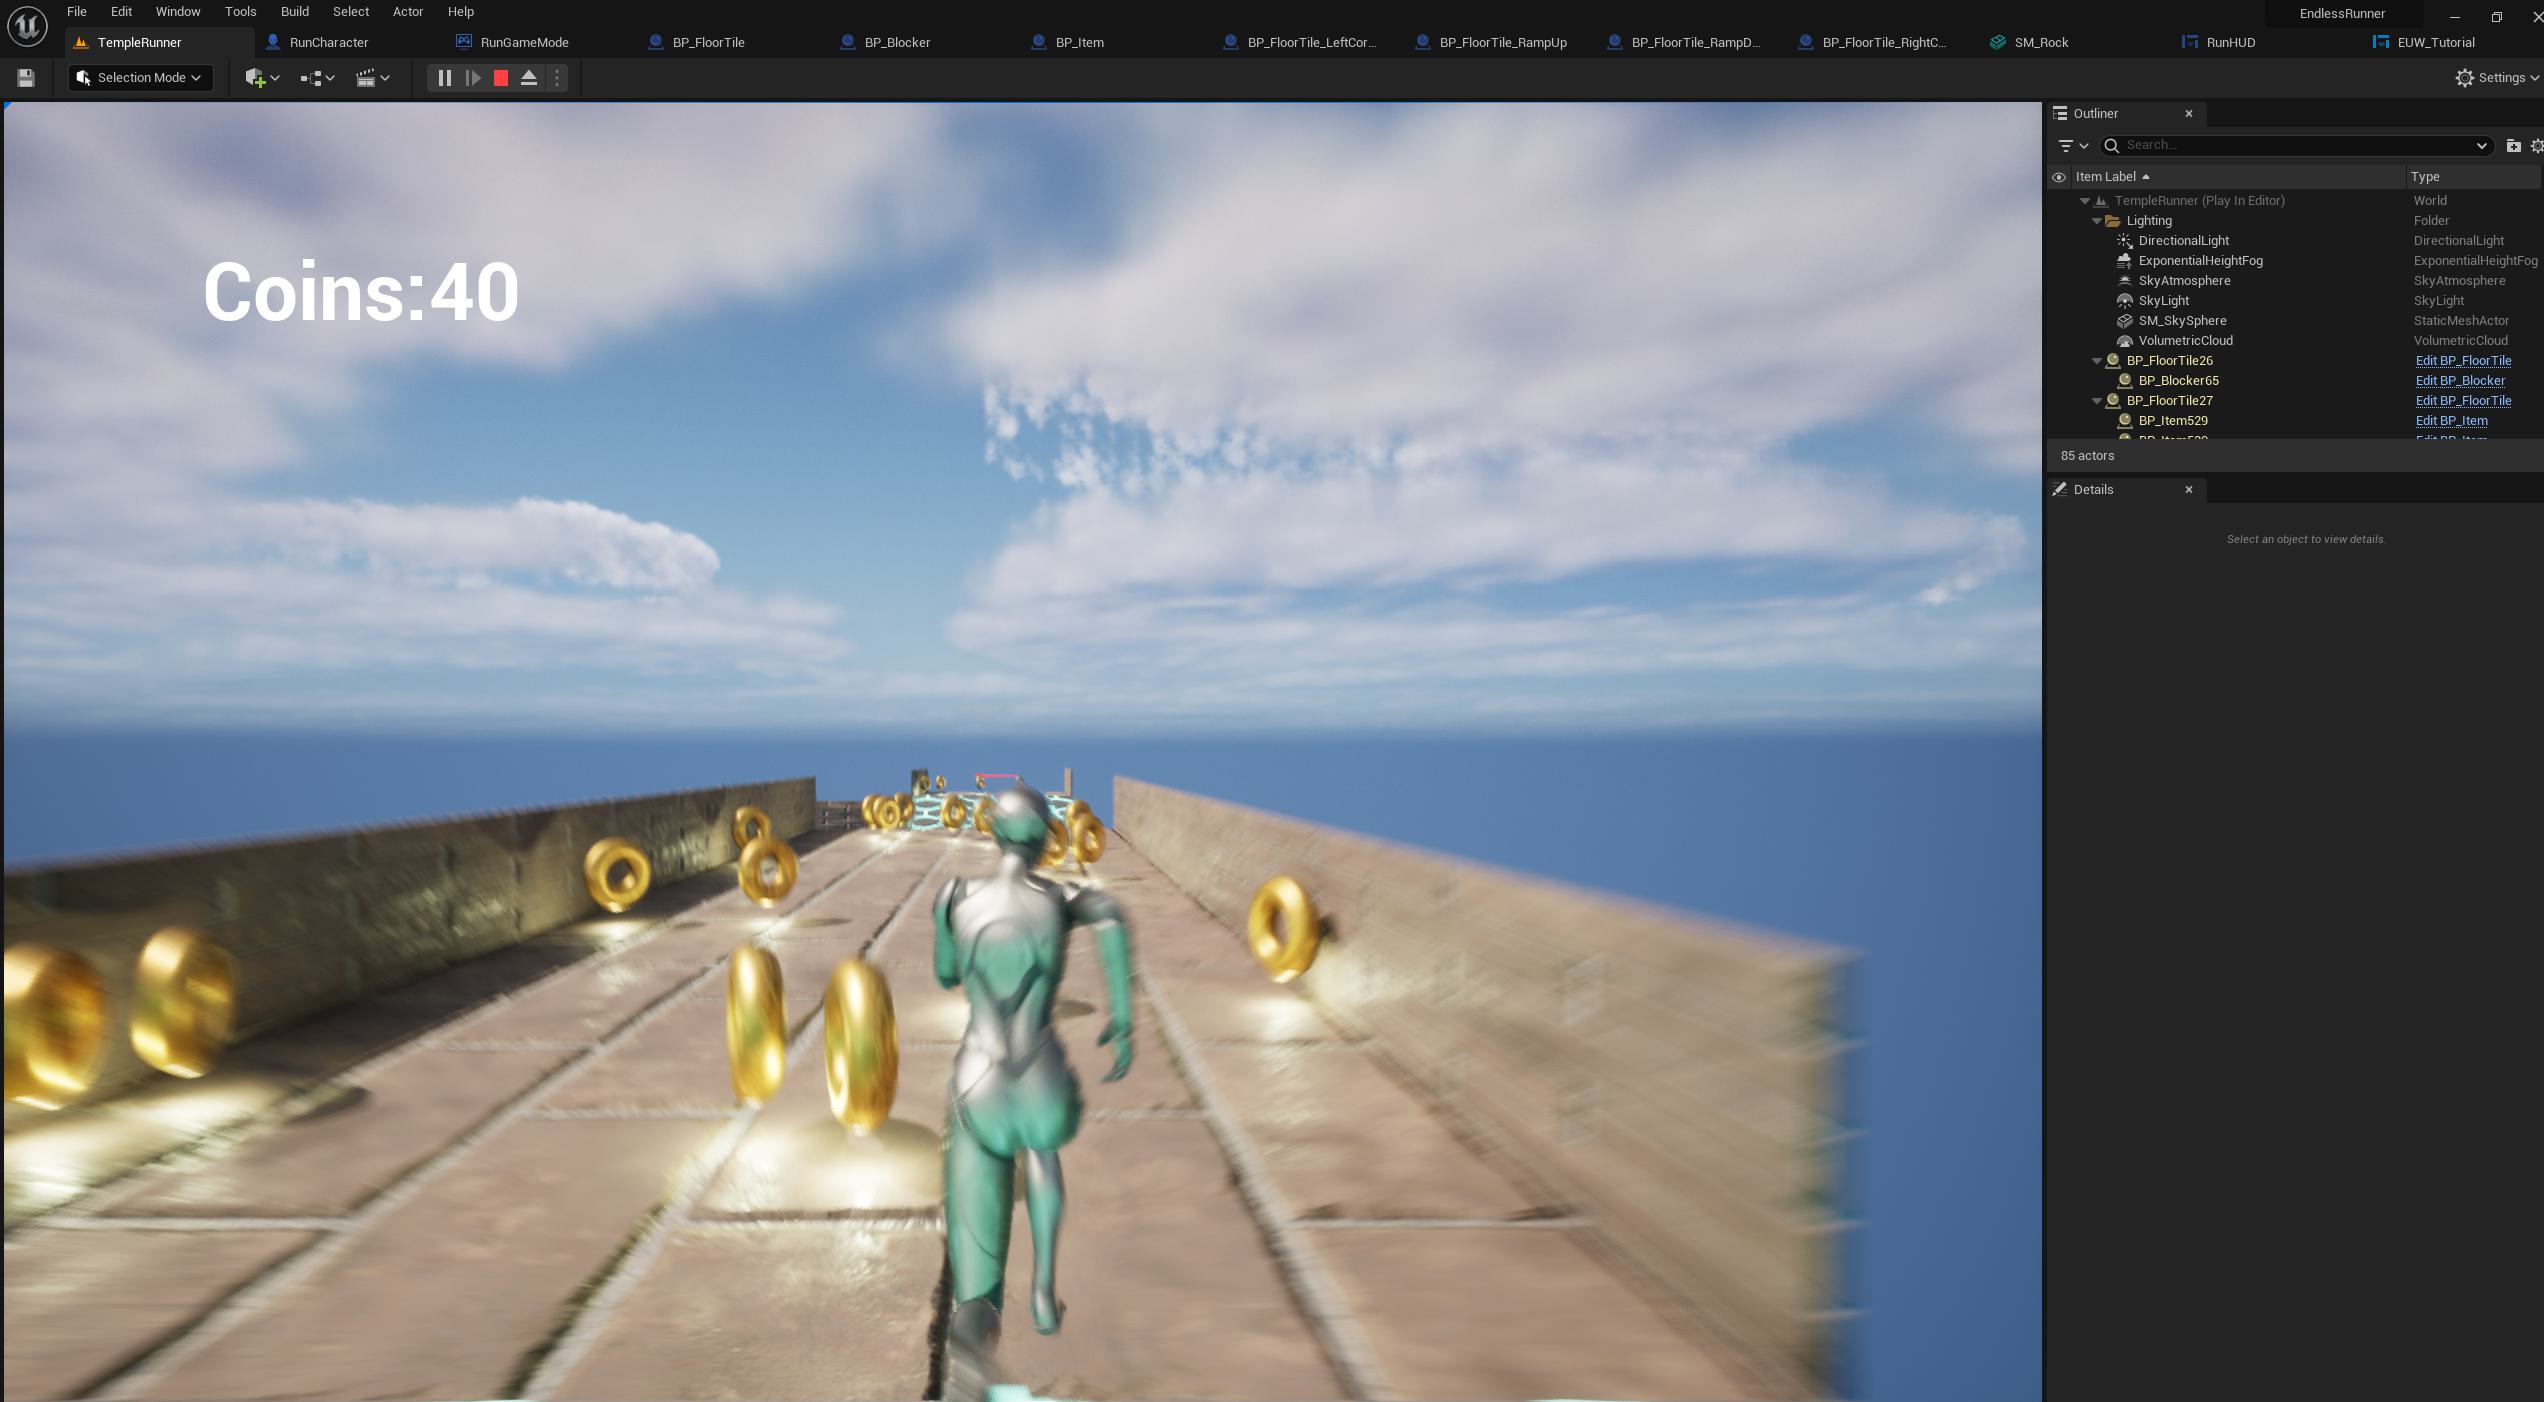 File Edit Window Tools Build Select Actor Help
EndlessRunner
TempleRunner RunCharacter RunGameMode BP_FloorTile BP_Blocker BP_Item BP_FloorTile_LeftCor... BP_FloorTile_RampUp BP_FloorTile_RampD... BP_FloorTile_RightC... SM_Rock RunHUD EUW_Tutorial
Selection Mode
Settings
Coins:40
Outliner
Search...
Item Label Type
TempleRunner (Play In Editor) World
Lighting Folder
DirectionalLight DirectionalLight
ExponentialHeightFog ExponentialHeightFog
SkyAtmosphere SkyAtmosphere
SkyLight SkyLight
SM_SkySphere StaticMeshActor
VolumetricCloud VolumetricCloud
BP_FloorTile26 Edit BP_FloorTile
BP_Blocker65 Edit BP_Blocker
BP_FloorTile27 Edit BP_FloorTile
BP_Item529 Edit BP_Item
85 actors
Details
Select an object to view details.